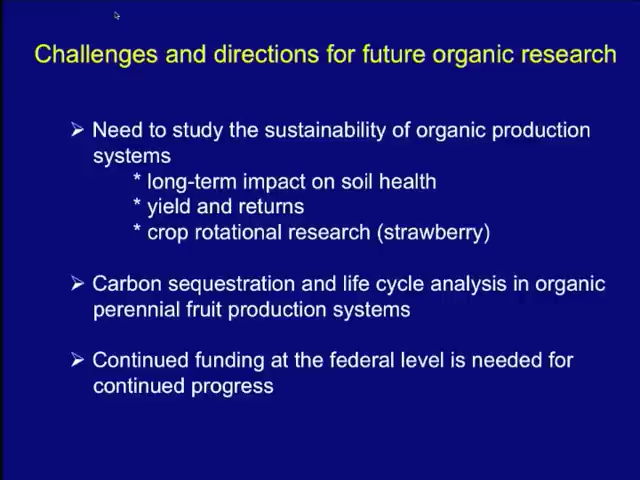 Challenges and directions for future organic research
➢ Need to study the sustainability of organic production
systems
* long-term impact on soil health
* yield and returns
* crop rotational research (strawberry)
➢ Carbon sequestration and life cycle analysis in organic
perennial fruit production systems
➢ Continued funding at the federal level is needed for
continued progress